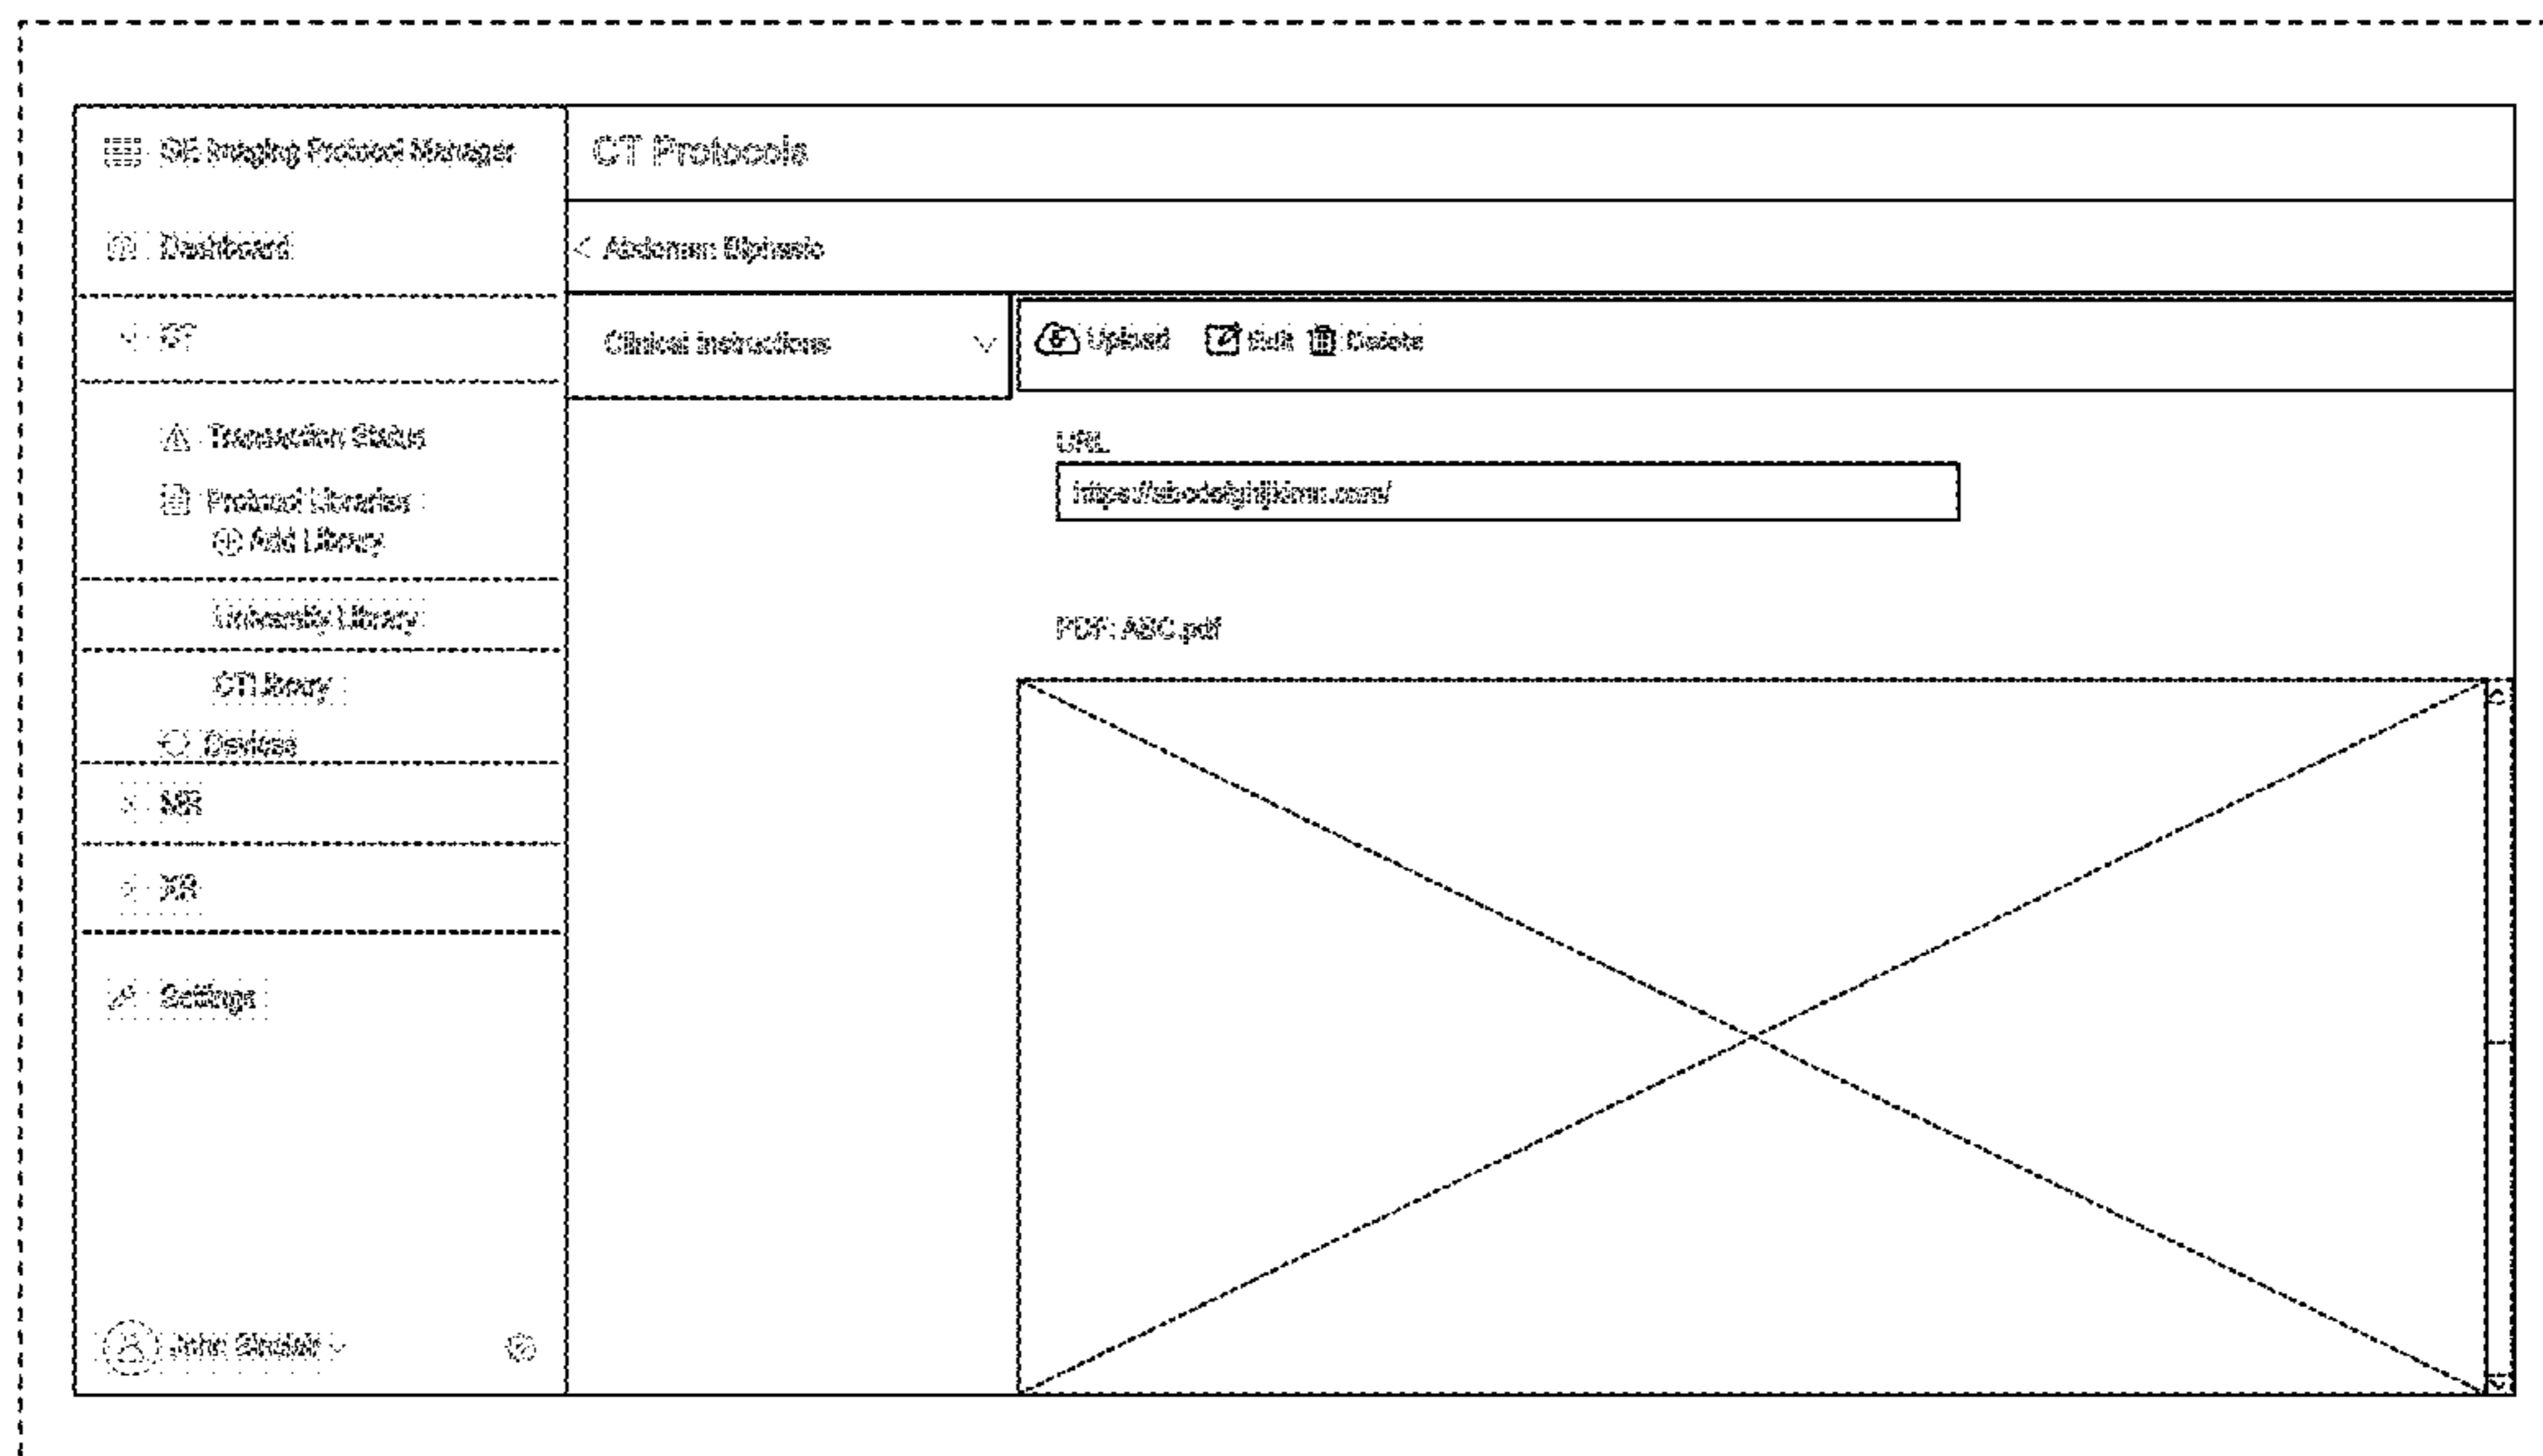 GE Imaging Protocol Manager
Dashboard
CT
Transaction Status
Protocol Libraries
Add Library
University Library
CT Library
Devices
MR
XR
Settings
John
CT Protocols
< Abdomen Biphasic
Clinical Instructions
Upload Edit Delete
URL
PDF: ABC.pdf